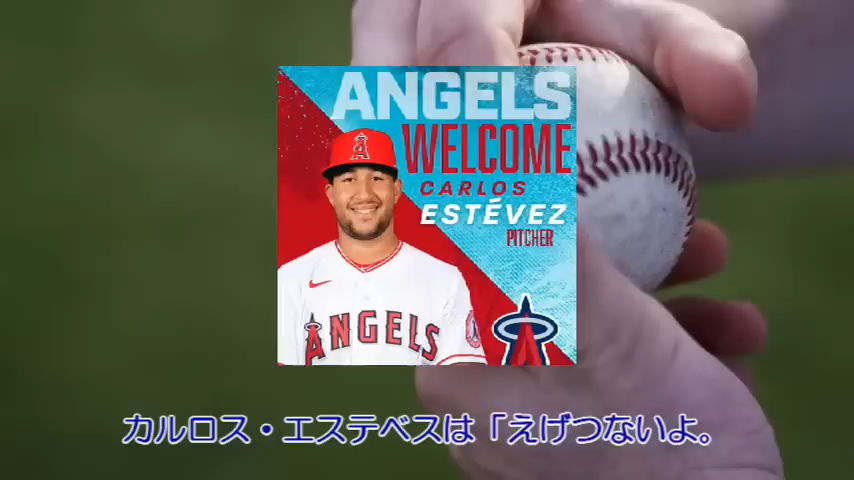 ANGELS
WELCOME
CARLOS
ESTÉVEZ
PITCHER
ANGELS
カルロス・エステベスは「えげつないよ。